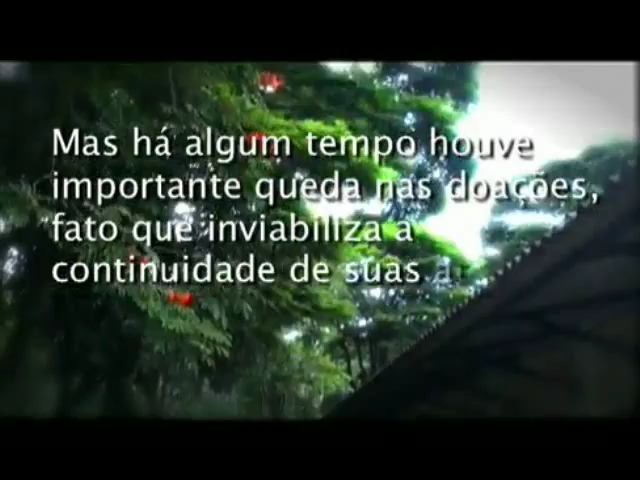 Mas há algum tempo houve
importante queda nas doações,
fato que inviabiliza a
continuidade de suas